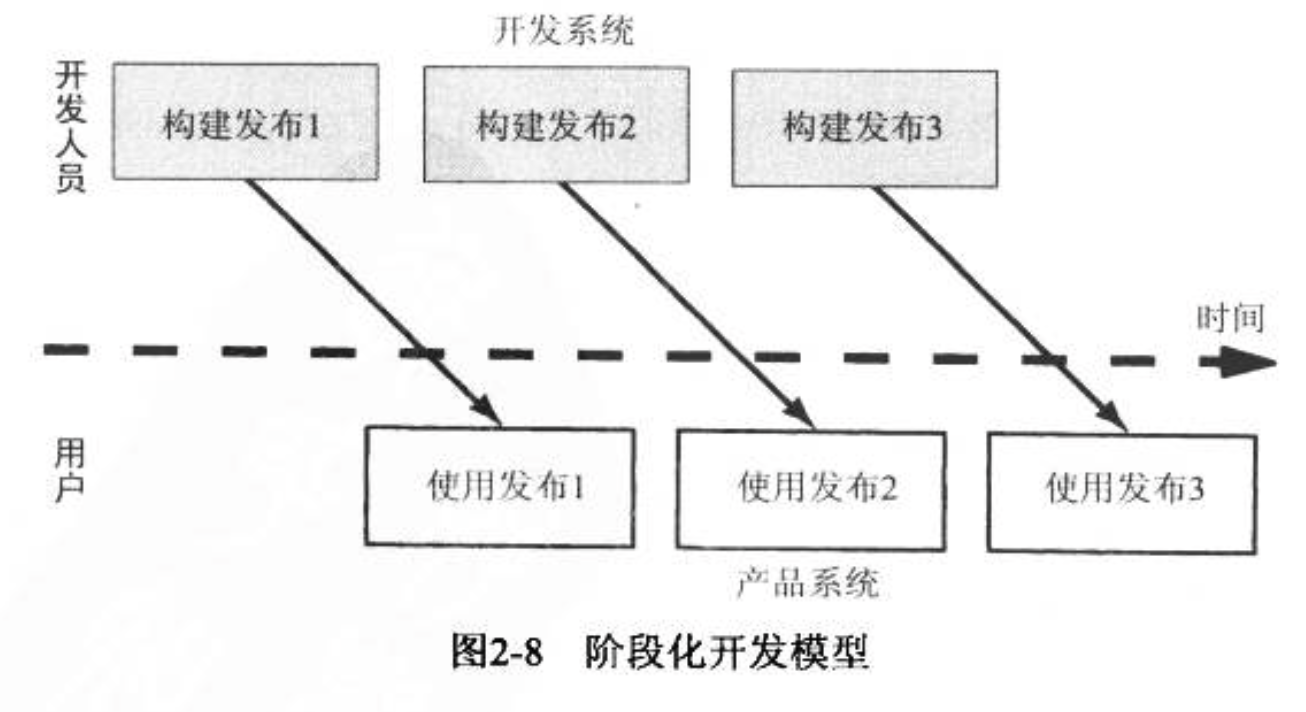 开发系统
开发人员
构建发布1
构建发布2
构建发布3
时间
用户
使用发布1
使用发布2
使用发布3
产品系统
图2-8 阶段化开发模型